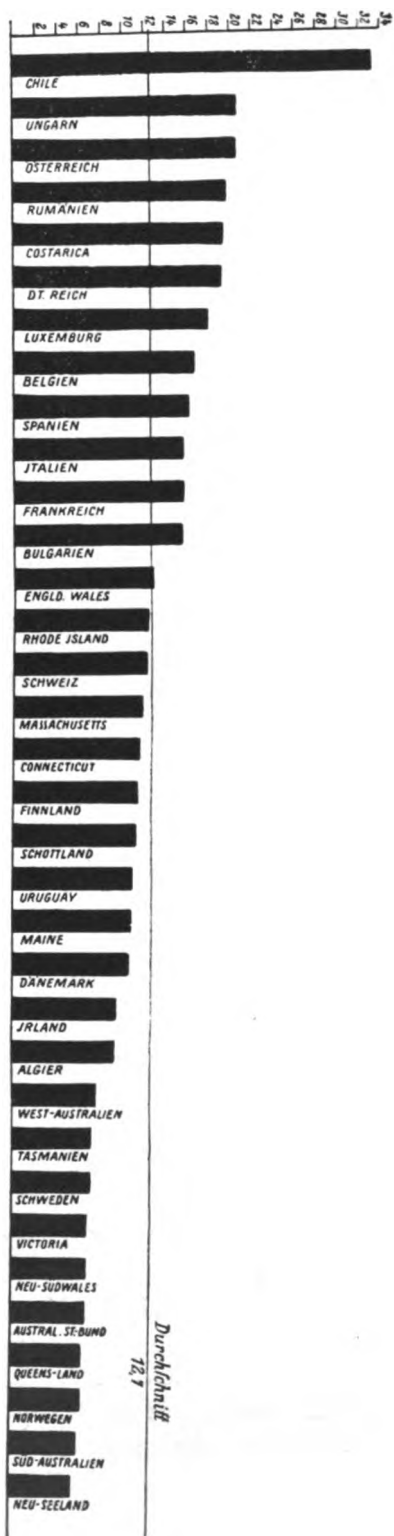 2 4 6 8 10 12 14 16 18 20 22 24 26 28 30 32 34
CHILE
UNGARN
ÖSTERREICH
RUMÄNIEN
COSTARICA
DT. REICH
LUXEMBURG
BELGIEN
SPANIEN
JTALIEN
FRANKREICH
BULGARIEN
ENGLD. WALES
RHODE JSLAND
SCHWEIZ
MASSACHUSETTS
CONNECTICUT
FINNLAND
SCHOTTLAND
URUGUAY
MAINE
DÄNEMARK
JRLAND
ALGIER
WEST-AUSTRALIEN
TASMANIEN
SCHWEDEN
VICTORIA
NEU-SÜDWALES
AUSTRAL. ST.-BUND
QUEENS-LAND
NORWEGEN
SÜD-AUSTRALIEN
NEU-SEELAND
Durchſchnitt
12,7